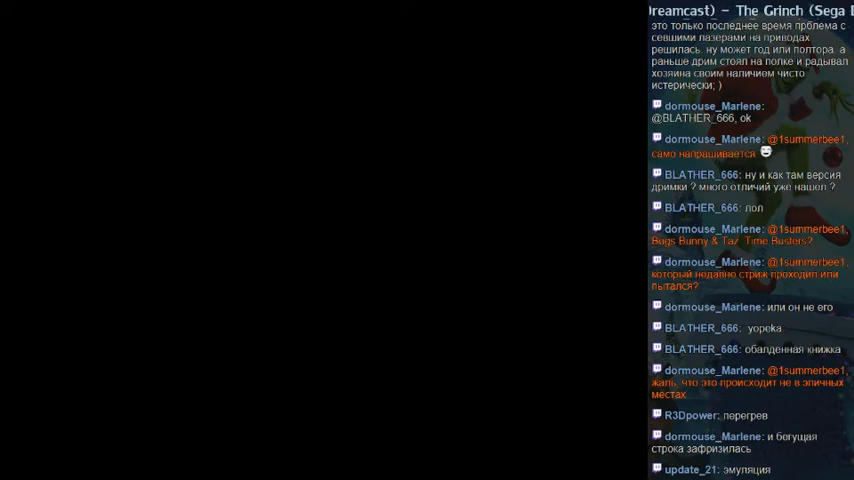 Dreamcast) – The Grinch (Sega D
это только последнее время прблема с
севшими лазерами на приводах
решилась. ну может год или полтора. а
раньше дрим стоял на полке и радывал
хозяина своим наличием чисто
истерически; )
dormouse_Marlene:
@BLATHER_666, ok
dormouse_Marlene: @1summerbee1,
само напрашивается
BLATHER_666: ну и как там версия
дримки ? много отличий уже нашел ?
BLATHER_666: лол
dormouse_Marlene: @1summerbee1,
Bugs Bunny & Taz Time Busters?
dormouse_Marlene: @1summerbee1,
который недавно стриж проходил или
пытался?
dormouse_Marlene: или он не его
BLATHER_666: yopeka
BLATHER_666: обалденная книжка
dormouse_Marlene: @1summerbee1,
жаль, что это происходит не в эпичных
местах
R3Dpower: перегрев
dormouse_Marlene: и бегущая
строка зафризилась
update_21: эмуляция